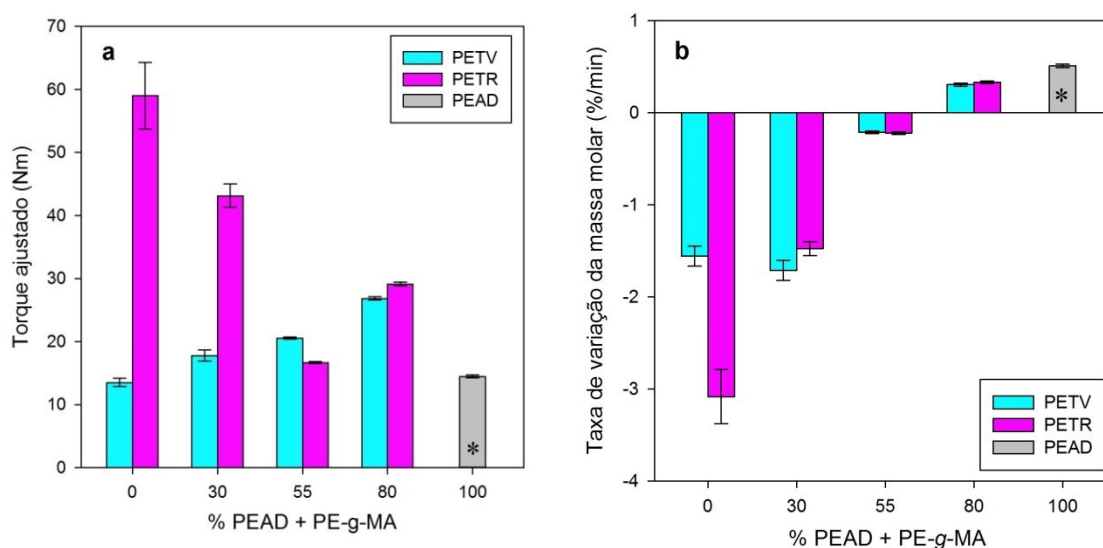 a
PETV
PETR
PEAD
Torque ajustado (Nm)
70
60
50
40
30
20
10
0
*
0 30 55 80 100
% PEAD + PE-g-MA
b
Taxa de variação da massa molar (%/min)
1
0
-1
-2
-3
-4
*
PETV
PETR
PEAD
0 30 55 80 100
% PEAD + PE-g-MA